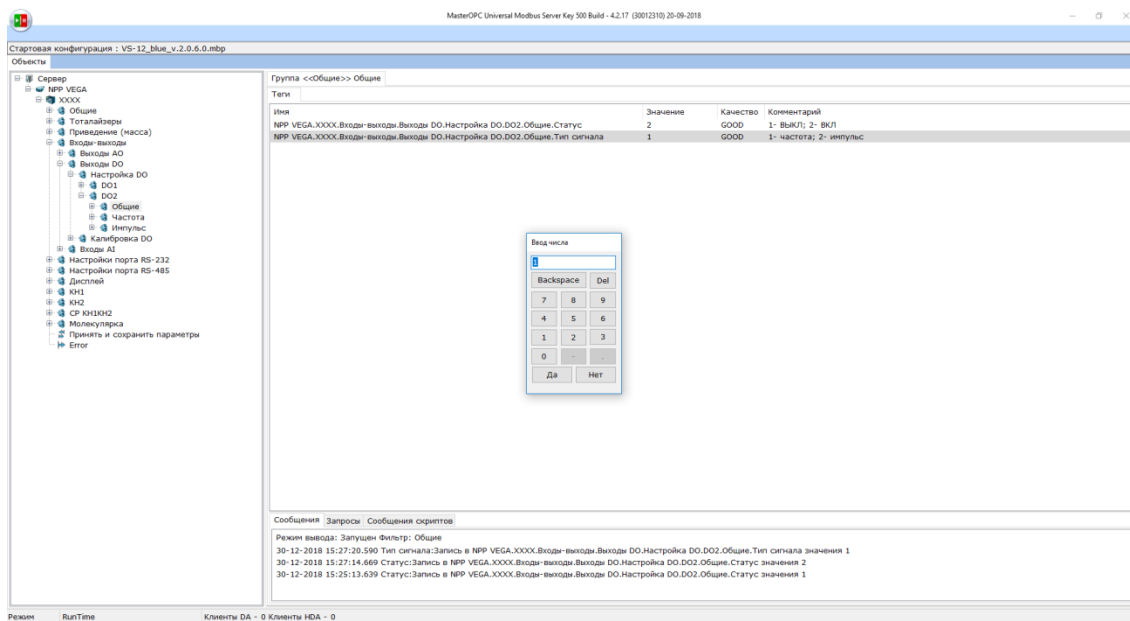 MasterOPC Universal Modbus Server Key 500 Build - 4.2.17 (30012310) 20-09-2018
Стартовая конфигурация : VS-12_blue_v.2.0.6.0.mbp
Объекты
Сервер
NPP VEGA
XXXX
Общие
Тоталайзеры
Приведение (масса)
Входы-выходы
Выходы AO
Выходы DO
Настройка DO
DO1
DO2
Общие
Частота
Импульс
Калибровка DO
Входы AI
Настройки порта RS-232
Настройки порта RS-485
Дисплей
КН1
КН2
СР КН1КН2
Молекулярка
Принять и сохранить параметры
Error
Группа <<Общие>> Общие
Теги
Имя Значение Качество Комментарий
NPP VEGA.XXXX.Входы-выходы.Выходы DO.Настройка DO.DO2.Общие.Статус 2 GOOD 1- ВЫКЛ; 2- ВКЛ
NPP VEGA.XXXX.Входы-выходы.Выходы DO.Настройка DO.DO2.Общие.Тип сигнала 1 GOOD 1- частота; 2- импульс
Ввод числа
1
Backspace Del
7 8 9
4 5 6
1 2 3
0 - .
Да Нет
Сообщения Запросы Сообщения скриптов
Режим вывода: Запущен Фильтр: Общие
30-12-2018 15:27:20.590 Тип сигнала:Запись в NPP VEGA.XXXX.Входы-выходы.Выходы DO.Настройка DO.DO2.Общие.Тип сигнала значения 1
30-12-2018 15:27:14.669 Статус:Запись в NPP VEGA.XXXX.Входы-выходы.Выходы DO.Настройка DO.DO2.Общие.Статус значения 2
30-12-2018 15:25:13.639 Статус:Запись в NPP VEGA.XXXX.Входы-выходы.Выходы DO.Настройка DO.DO2.Общие.Статус значения 1
Режим RunTime Клиенты DA - 0 Клиенты HDA - 0